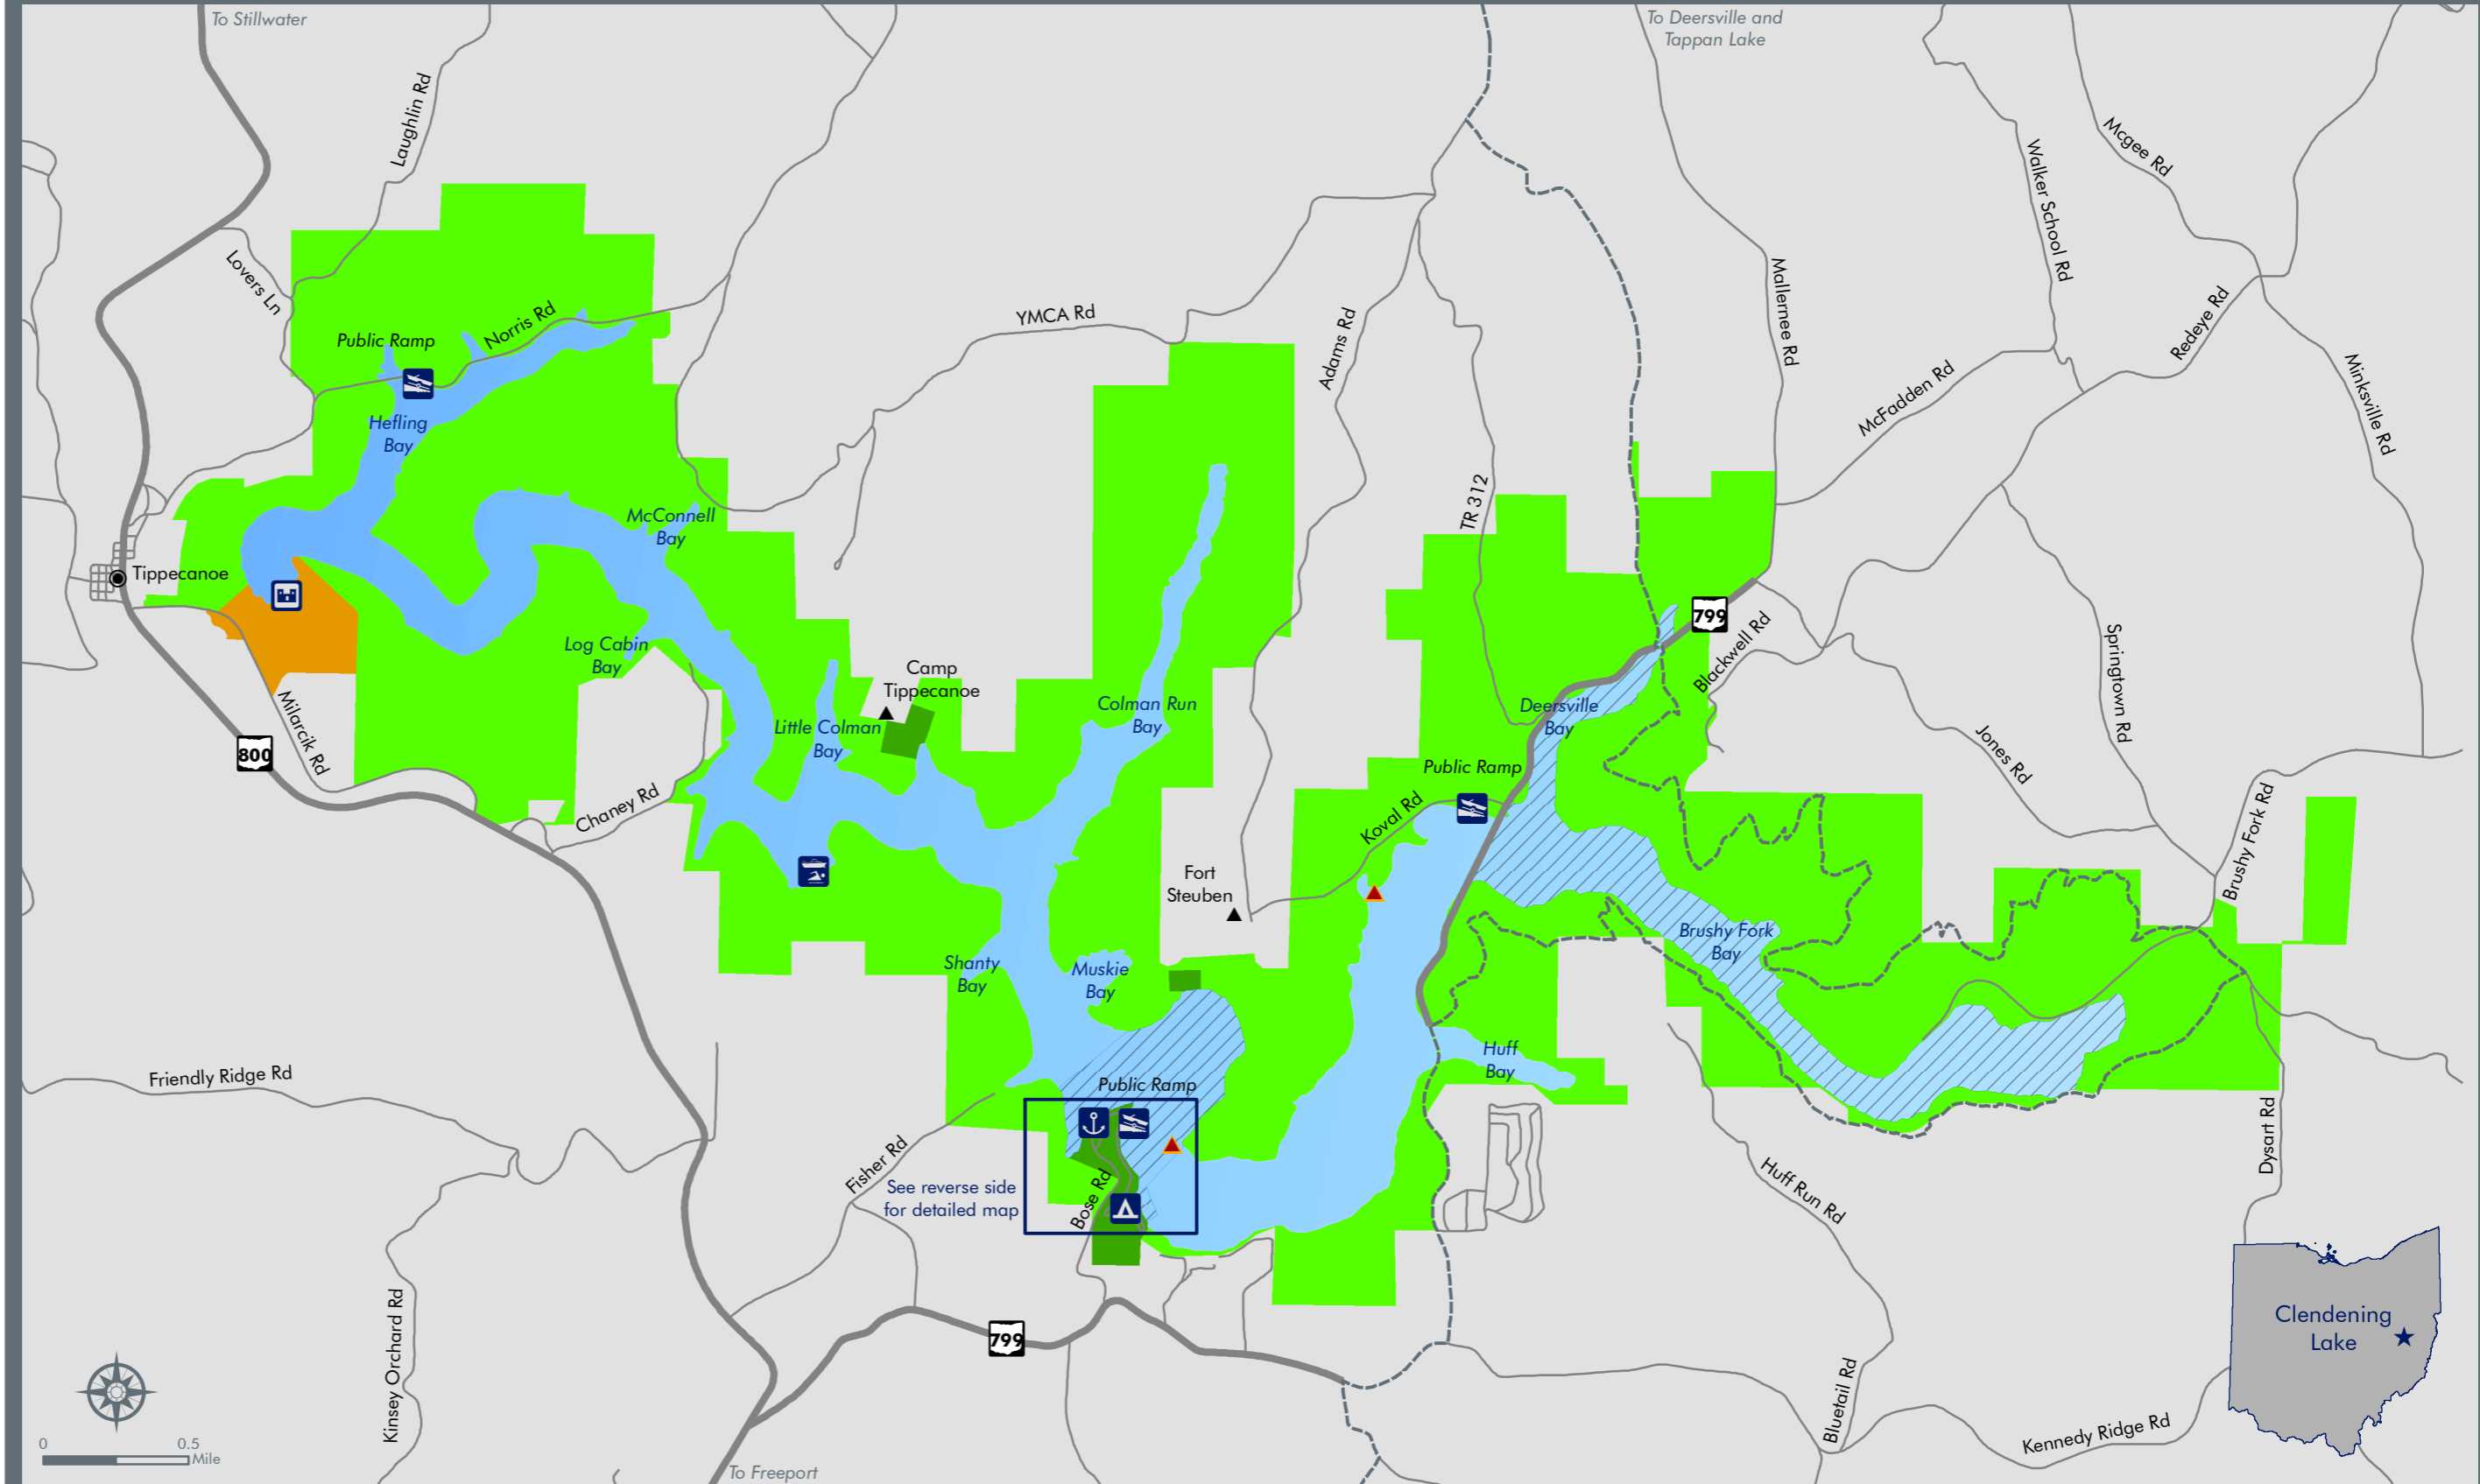 To Stillwater
To Deersville and
Tappan Lake
Laughlin Rd
Mcgee Rd
Walker School Rd
Lovers Ln
Mallernee Rd
Redeye Rd
Norris Rd
Public Ramp
YMCA Rd
Adams Rd
McFadden Rd
Minksville Rd
Hefling
Bay
TR 312
McConnell
Bay
Tippecanoe
799
Log Cabin
Bay
Blackwell Rd
Springtown Rd
Camp
Tippecanoe
Colman Run
Bay
Deersville
Bay
Milarcik Rd
Little Colman
Bay
800
Jones Rd
Public Ramp
Chaney Rd
Koval Rd
Brushy Fork Rd
Fort
Steuben
Brushy Fork
Bay
Shanty
Bay
Muskie
Bay
Huff
Bay
Friendly Ridge Rd
Public Ramp
Dysart Rd
Fisher Rd
Bose Rd
See reverse side
for detailed map
Huff Run Rd
Clendening
Lake
799
Kinsey Orchard Rd
Bluetail Rd
Kennedy Ridge Rd
0 0.5
Mile
To Freeport